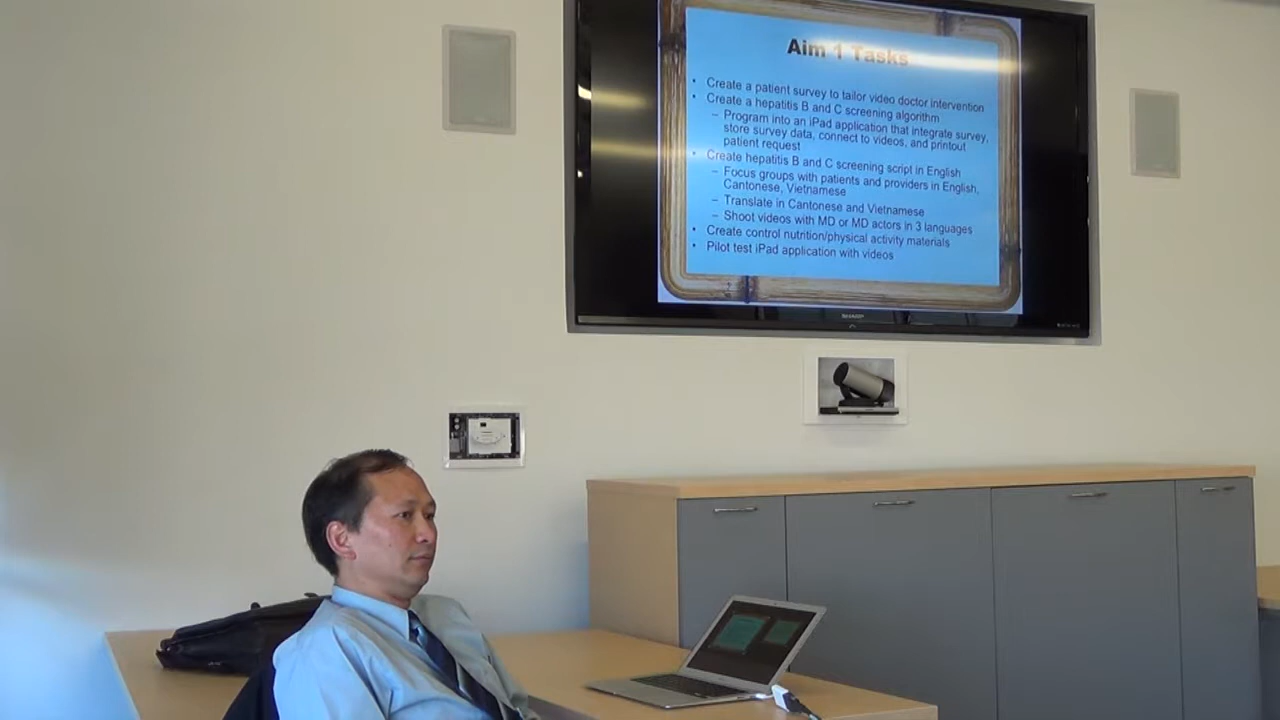 Aim 1 Tasks
• Create a patient survey to tailor video doctor intervention
• Create a hepatitis B and C screening algorithm
– Program into an iPad application that integrate survey,
store survey data, connect to videos, and printout
patient request
• Create hepatitis B and C screening script in English
– Focus groups with patients and providers in English,
Cantonese, Vietnamese
– Translate in Cantonese and Vietnamese
– Shoot videos with MD or MD actors in 3 languages
• Create control nutrition/physical activity materials
• Pilot test iPad application with videos
SHARP